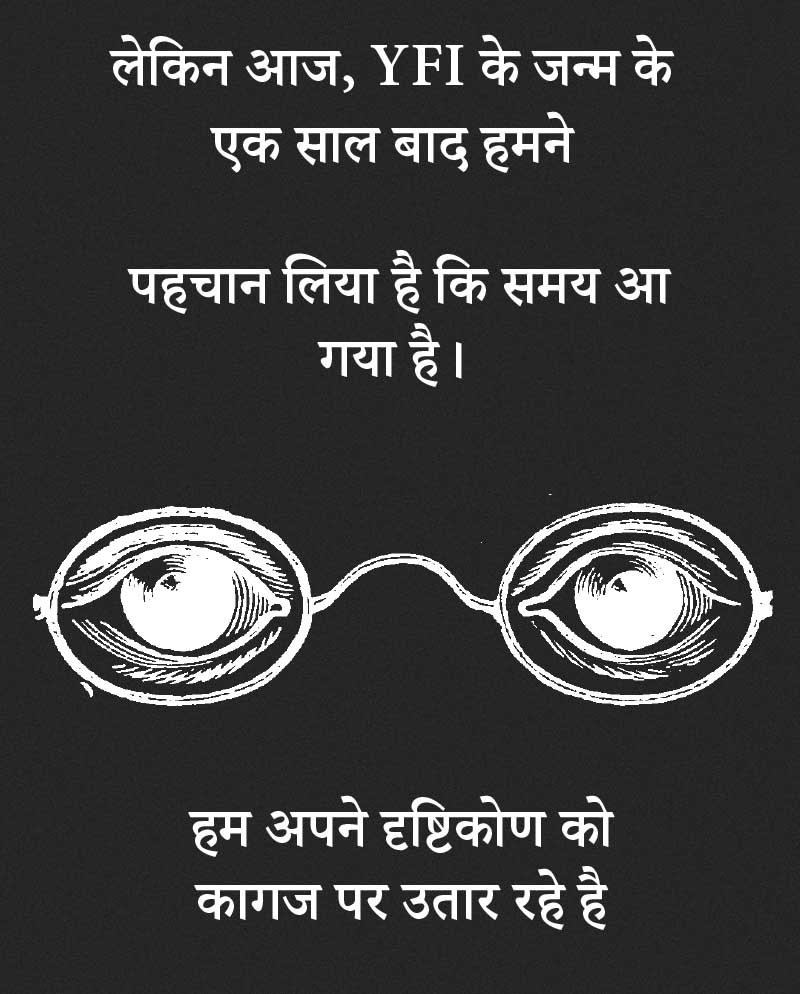 लेकिन आज, YFI के जन्म के
एक साल बाद हमने
पहचान लिया है कि समय आ
गया है।
हम अपने दृष्टिकोण को
कागज पर उतार रहे है